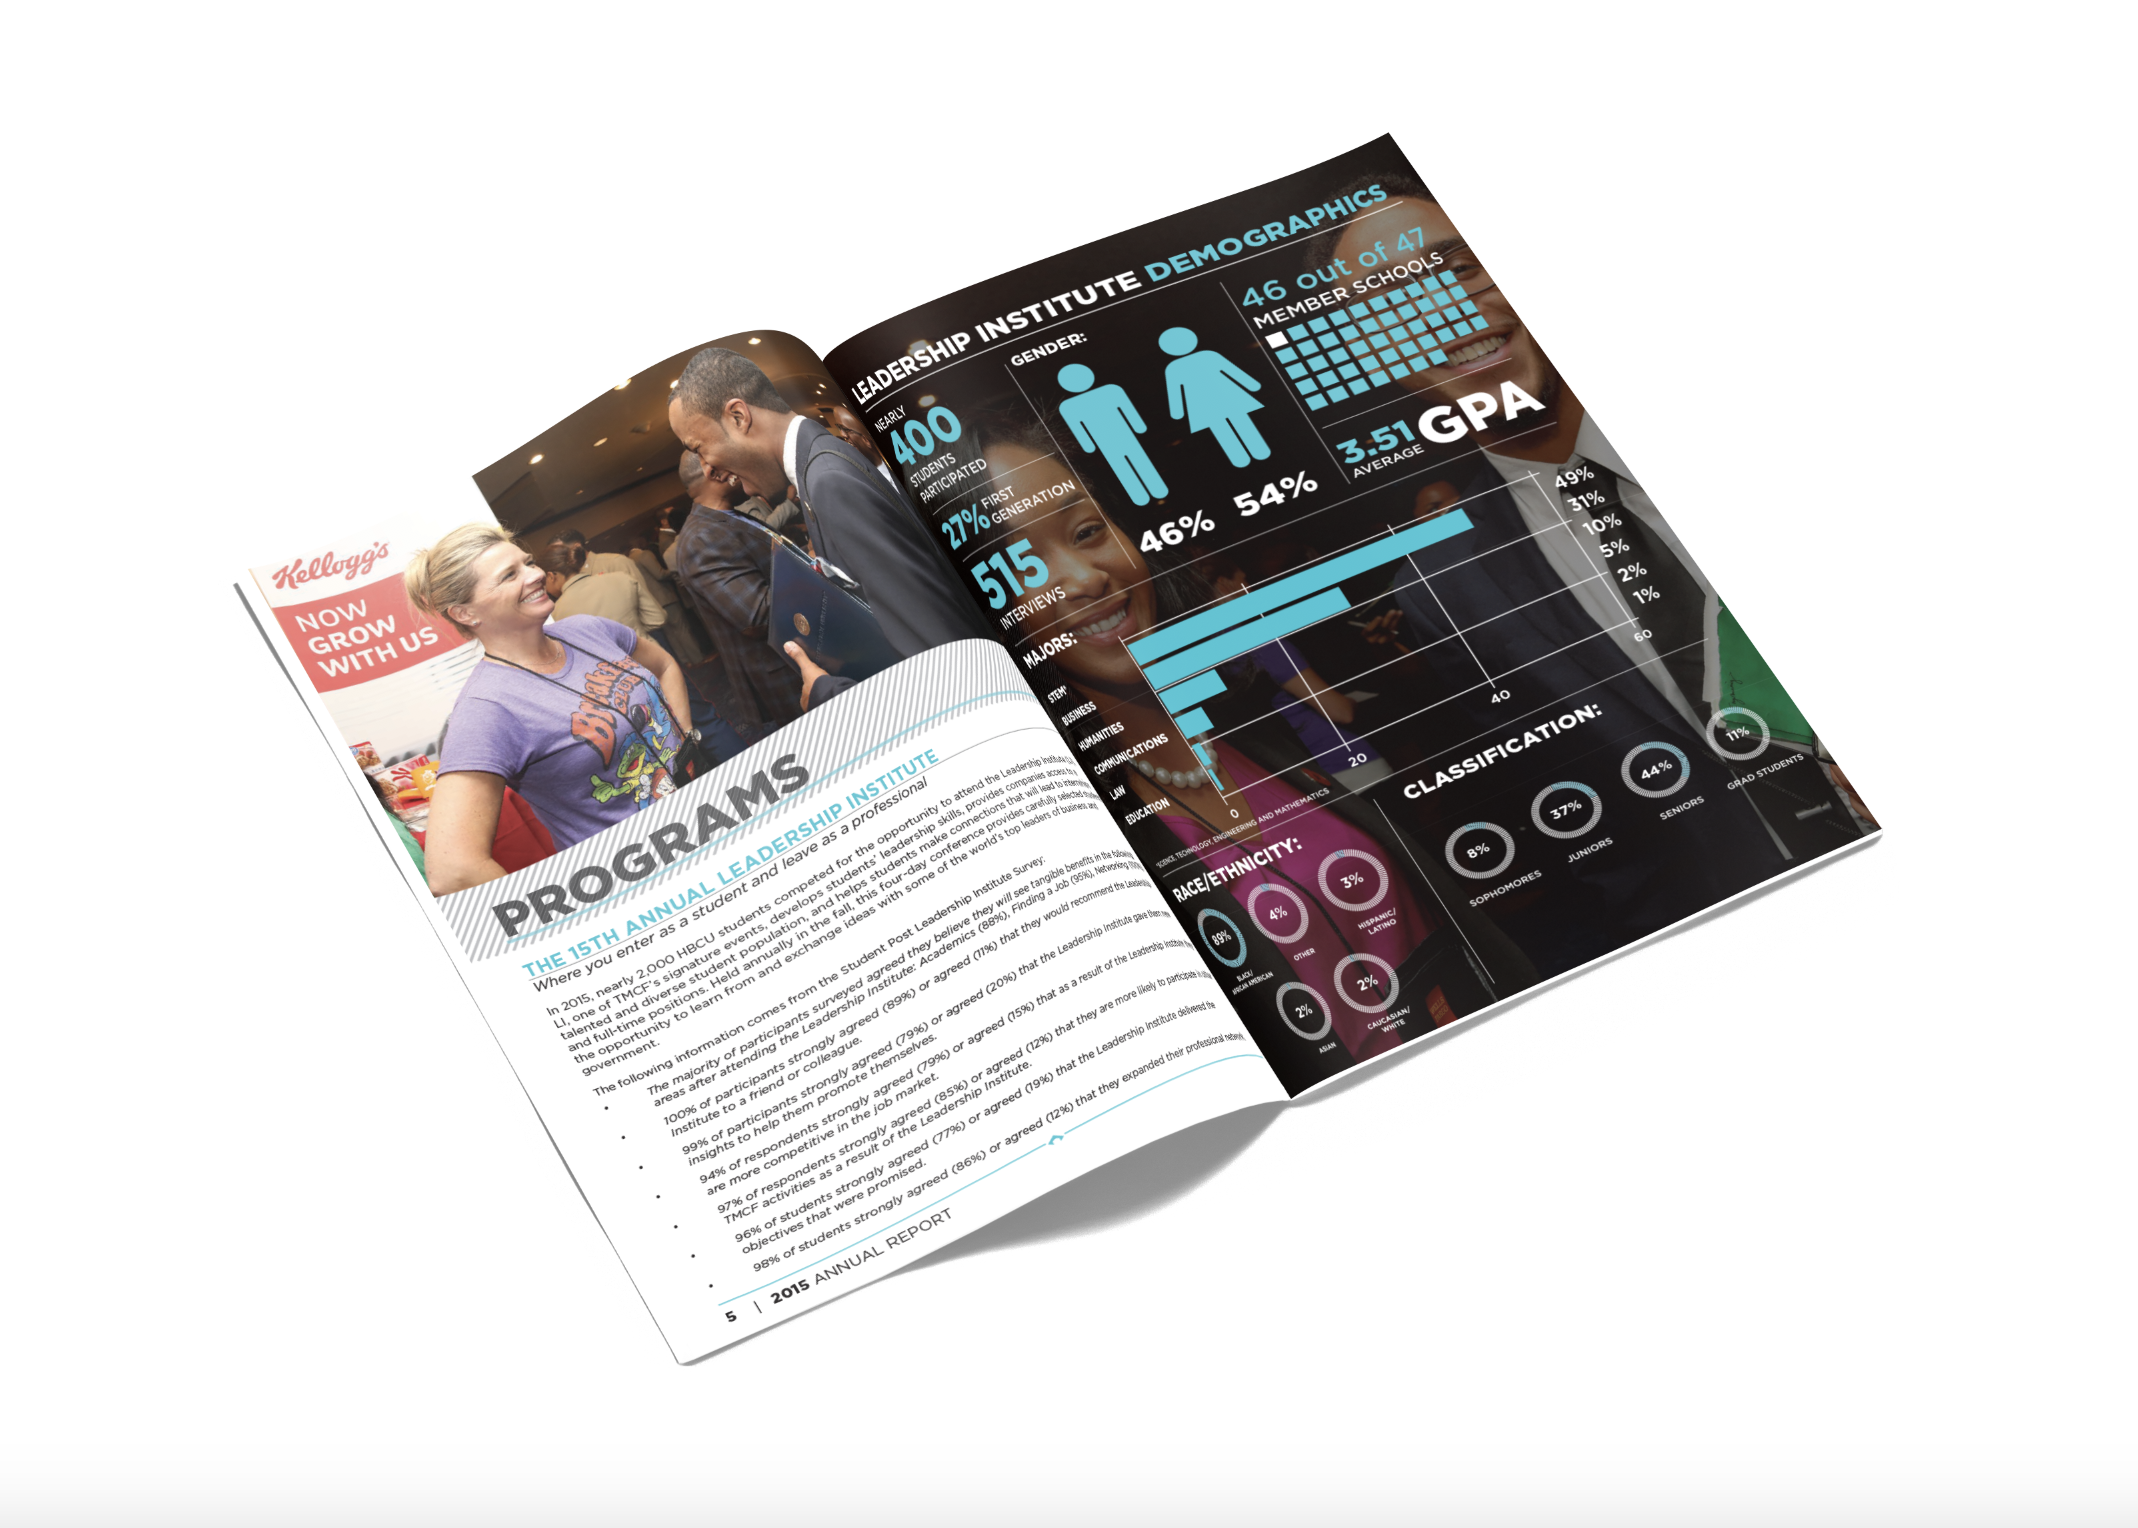 Kellogg's
NOW
GROW
WITH US
PROGRAMS
THE 15TH ANNUAL LEADERSHIP INSTITUTE
Where you enter as a student and leave as a professional
In 2015, nearly 2,000 HBCU students competed for the opportunity to attend the Leadership Institute
LI, one of TMCF's signature events, develops students' leadership skills, provides companies access to
talented and diverse student population, and helps students make connections that will lead to
and full-time positions. Held annually in the fall, this four-day conference provides carefully selected
the opportunity to learn from and exchange ideas with some of the world's top leaders of business and
government.
The following information comes from the Student Post Leadership Institute Survey:
• The majority of participants surveyed agreed they believe they will see tangible benefits in the following
areas after attending the Leadership Institute: Academics (88%), Finding a Job (95%), Networking
• 100% of participants strongly agreed (89%) or agreed (11%) that they would recommend the Leadership
Institute to a friend or colleague.
• 99% of participants strongly agreed (79%) or agreed (20%) that the Leadership Institute gave them new
insights to help them promote themselves.
• 94% of respondents strongly agreed (79%) or agreed (15%) that as a result of the Leadership Institute they
are more competitive in the job market.
• 97% of respondents strongly agreed (85%) or agreed (12%) that they are more likely to participate in
TMCF activities as a result of the Leadership Institute.
• 96% of students strongly agreed (77%) or agreed (19%) that the Leadership Institute delivered the
objectives that were promised.
• 98% of students strongly agreed (86%) or agreed (12%) that they expanded their professional network.
5 | 2015 ANNUAL REPORT
LEADERSHIP INSTITUTE DEMOGRAPHICS
NEARLY
400
STUDENTS
PARTICIPATED
27% FIRST
GENERATION
515
INTERVIEWS
GENDER:
46% 54%
46 out of 47
MEMBER SCHOOLS
3.51 GPA
AVERAGE
MAJORS:
STEM*
BUSINESS
HUMANITIES
COMMUNICATIONS
LAW
EDUCATION
49%
31%
10%
5%
2%
1%
0 20 40 60
*SCIENCE, TECHNOLOGY, ENGINEERING AND MATHEMATICS
RACE/ETHNICITY:
89%
BLACK/
AFRICAN AMERICAN
4%
OTHER
3%
HISPANIC/
LATINO
2%
ASIAN
2%
CAUCASIAN/
WHITE
CLASSIFICATION:
8%
SOPHOMORES
37%
JUNIORS
44%
SENIORS
11%
GRAD STUDENTS